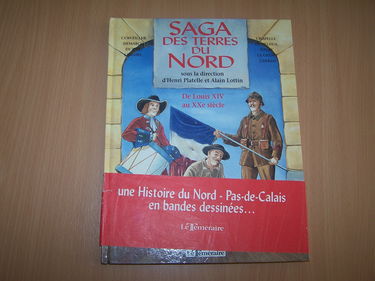 SAGA
DES TERRES
DU
NORD
sous la direction
d'Henri Platelle et Alain Lottin
De Louis XIV
au XXe siècle
une Histoire du Nord - Pas-de-Calais
en bandes dessinées...
Le Téméraire
Le Téméraire